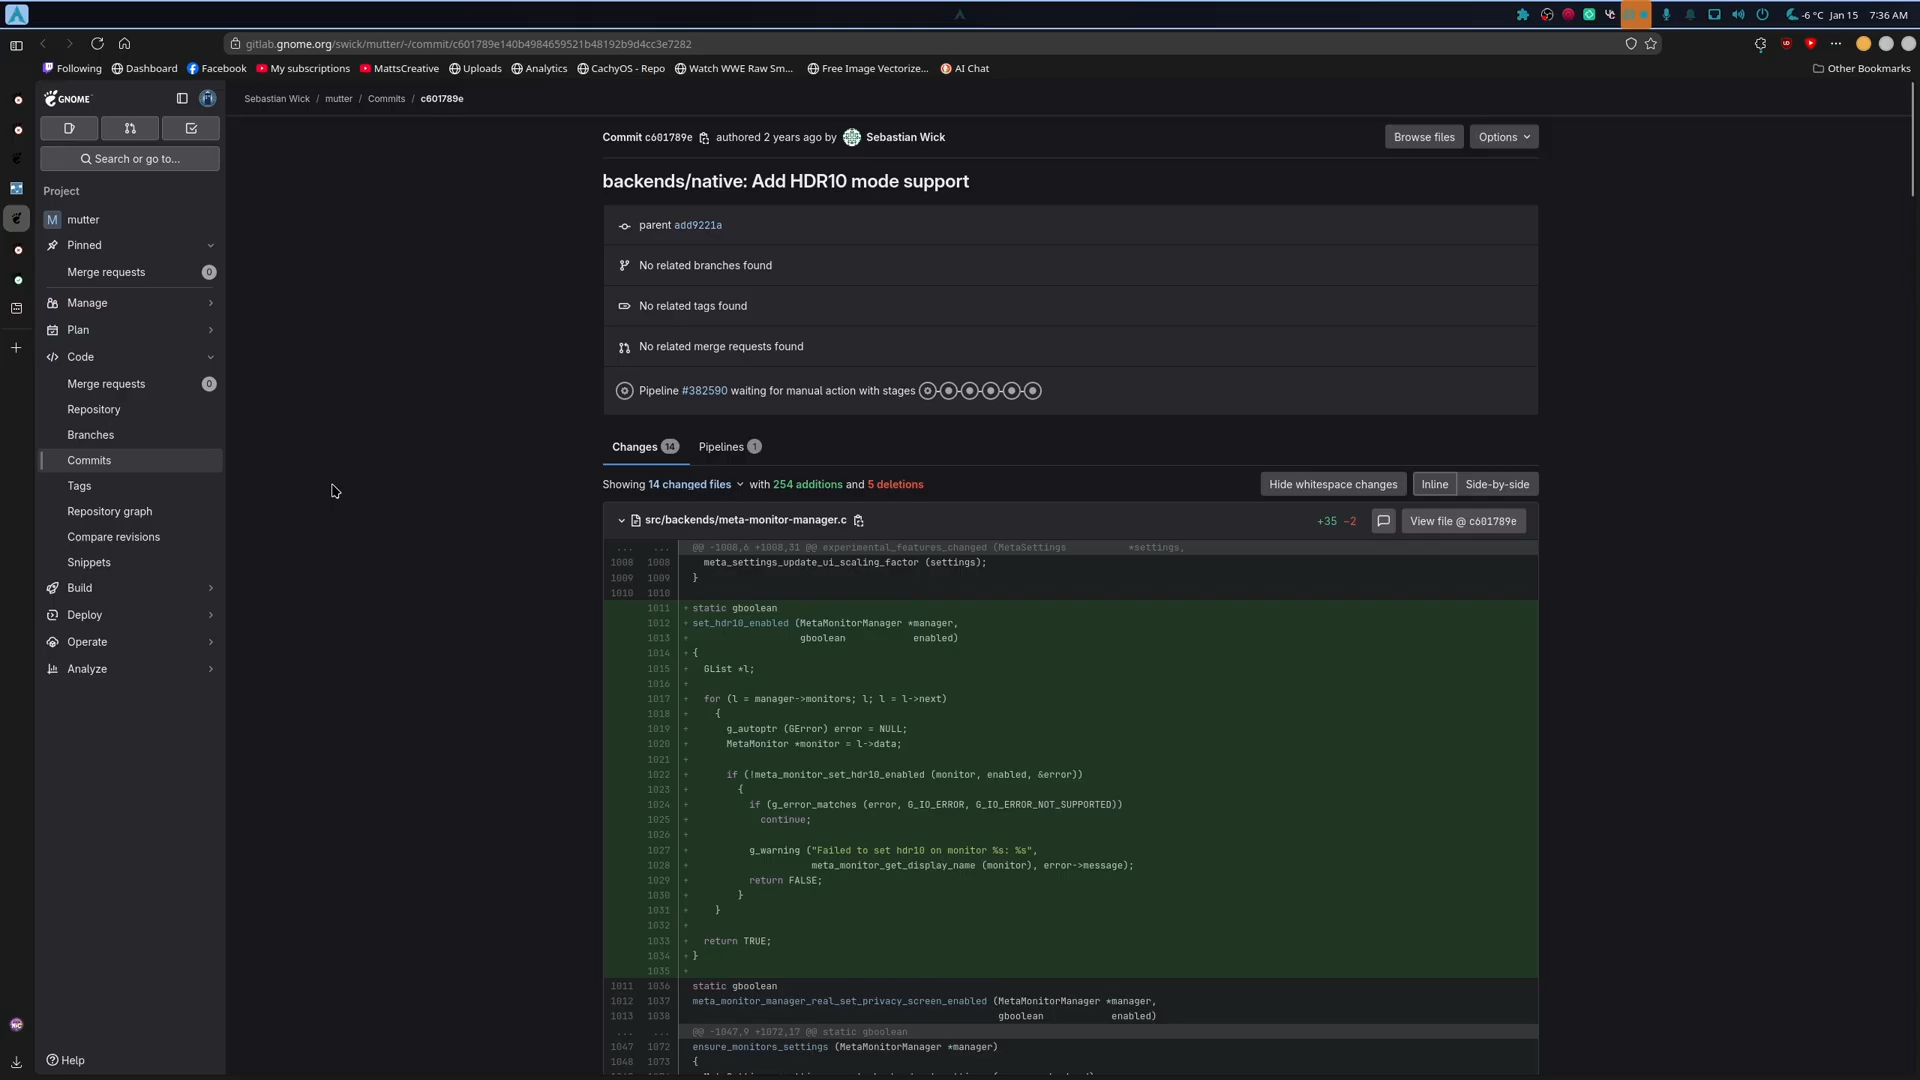 -6 °C Jan 15 7:36 AM
gitlab.gnome.org/swick/mutter/-/commit/c601789e140b4984659521b48192b9d4cc3e7282
Following Dashboard Facebook My subscriptions MattsCreative Uploads Analytics CachyOS - Repo Watch WWE Raw Sm... Free Image Vectorize... AI Chat Other Bookmarks
GNOME
Search or go to...
Project
M mutter
Pinned
Merge requests 0
Manage
Plan
Code
Merge requests 0
Repository
Branches
Commits
Tags
Repository graph
Compare revisions
Snippets
Build
Deploy
Operate
Analyze
Help
Sebastian Wick / mutter / Commits / c601789e
Commit c601789e authored 2 years ago by Sebastian Wick
Browse files Options
backends/native: Add HDR10 mode support
parent add9221a
No related branches found
No related tags found
No related merge requests found
Pipeline #382590 waiting for manual action with stages
Changes 14 Pipelines 1
Showing 14 changed files with 254 additions and 5 deletions
Hide whitespace changes Inline Side-by-side
src/backends/meta-monitor-manager.c +35 −2 View file @ c601789e
... ... @@ -1008,6 +1008,31 @@ experimental_features_changed (MetaSettings *settings,
1008 1008 meta_settings_update_ui_scaling_factor (settings);
1009 1009 }
1010 1010
1011 + static gboolean
1012 + set_hdr10_enabled (MetaMonitorManager *manager,
1013 + gboolean enabled)
1014 + {
1015 + GList *l;
1016 +
1017 + for (l = manager->monitors; l; l = l->next)
1018 + {
1019 + g_autoptr (GError) error = NULL;
1020 + MetaMonitor *monitor = l->data;
1021 +
1022 + if (!meta_monitor_set_hdr10_enabled (monitor, enabled, &error))
1023 + {
1024 + if (g_error_matches (error, G_IO_ERROR, G_IO_ERROR_NOT_SUPPORTED))
1025 + continue;
1026 +
1027 + g_warning ("Failed to set hdr10 on monitor %s: %s",
1028 + meta_monitor_get_display_name (monitor), error->message);
1029 + return FALSE;
1030 + }
1031 + }
1032 +
1033 + return TRUE;
1034 + }
1035 +
1011 1036 static gboolean
1012 1037 meta_monitor_manager_real_set_privacy_screen_enabled (MetaMonitorManager *manager,
1013 1038 gboolean enabled)
... ... @@ -1047,9 +1072,17 @@ static gboolean
1047 1072 ensure_monitors_settings (MetaMonitorManager *manager)
1048 1073 {